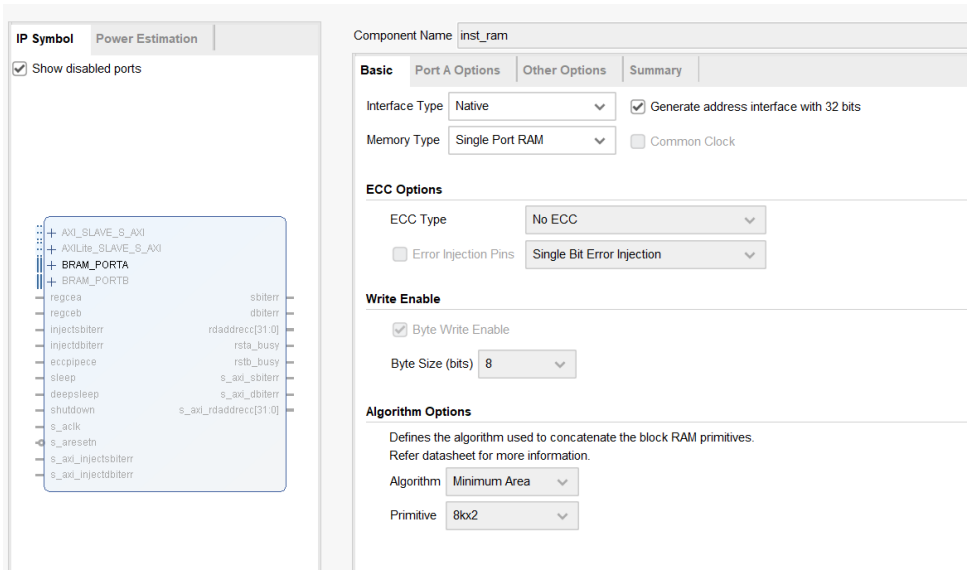 IP Symbol
Power Estimation
Show disabled ports
AXI_SLAVE_S_AXI
AXILite_SLAVE_S_AXI
BRAM_PORTA
BRAM_PORTB
regcea
sbiterr
regceb
dbiterr
injectsbiterr
rdaddrecc[31:0]
injectdbiterr
rsta_busy
eccpipece
rstb_busy
sleep
s_axi_sbiterr
deepsleep
s_axi_dbiterr
shutdown
s_axi_rdaddrecc[31:0]
s_aclk
s_aresetn
s_axi_injectsbiterr
s_axi_injectdbiterr
Component Name inst_ram
Basic
Port A Options
Other Options
Summary
Interface Type Native
Generate address interface with 32 bits
Memory Type Single Port RAM
Common Clock
ECC Options
ECC Type No ECC
Error Injection Pins Single Bit Error Injection
Write Enable
Byte Write Enable
Byte Size (bits) 8
Algorithm Options
Defines the algorithm used to concatenate the block RAM primitives.
Refer datasheet for more information.
Algorithm Minimum Area
Primitive 8kx2